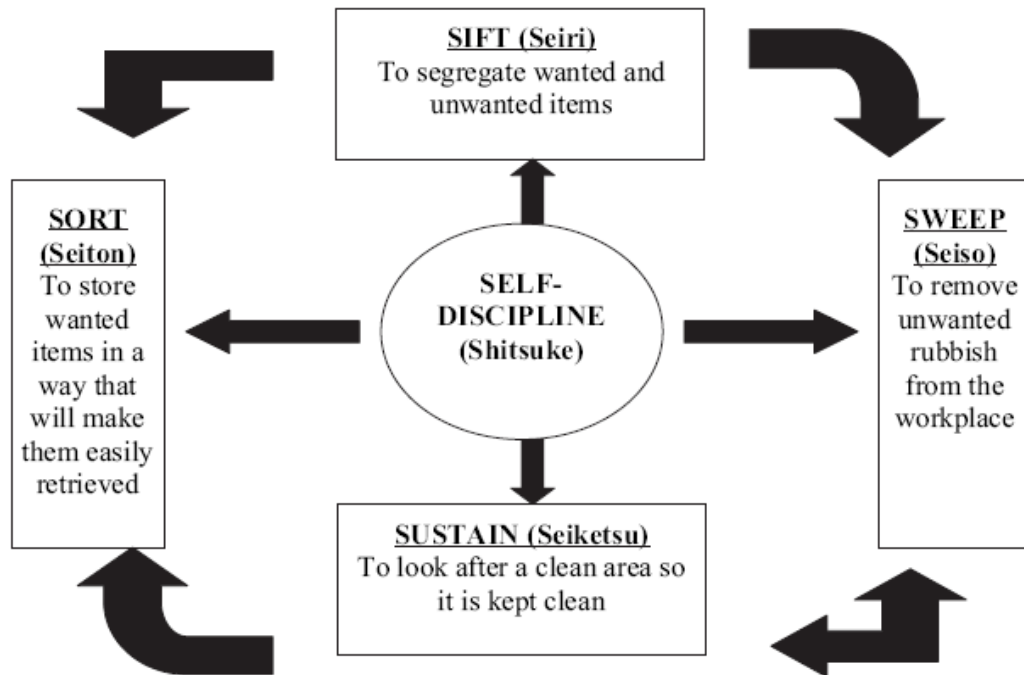 SIFT (Seiri)
To segregate wanted and
unwanted items
SORT
(Seiton)
To store
wanted
items in a
way that
will make
them easily
retrieved
SELF-
DISCIPLINE
(Shitsuke)
SWEEP
(Seiso)
To remove
unwanted
rubbish
from the
workplace
SUSTAIN (Seiketsu)
To look after a clean area so
it is kept clean